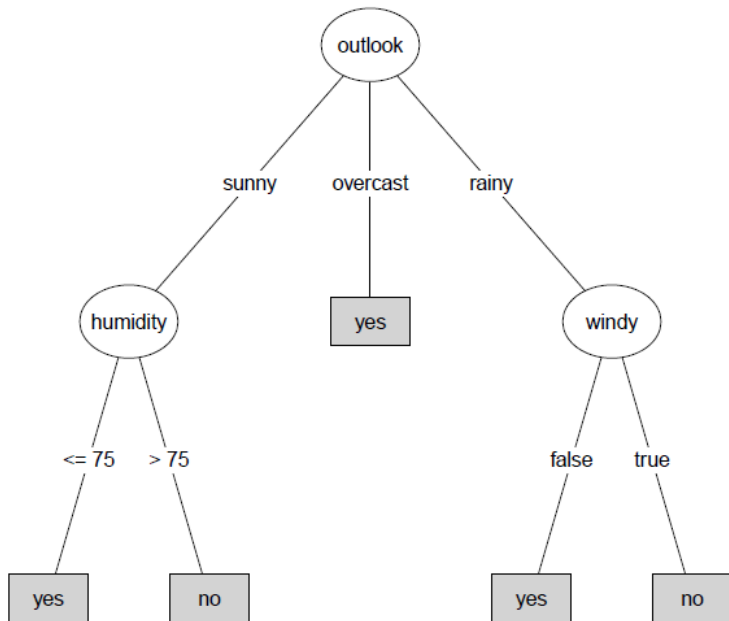 outlook
sunny overcast rainy
humidity yes windy
<= 75 > 75 false true
yes no yes no